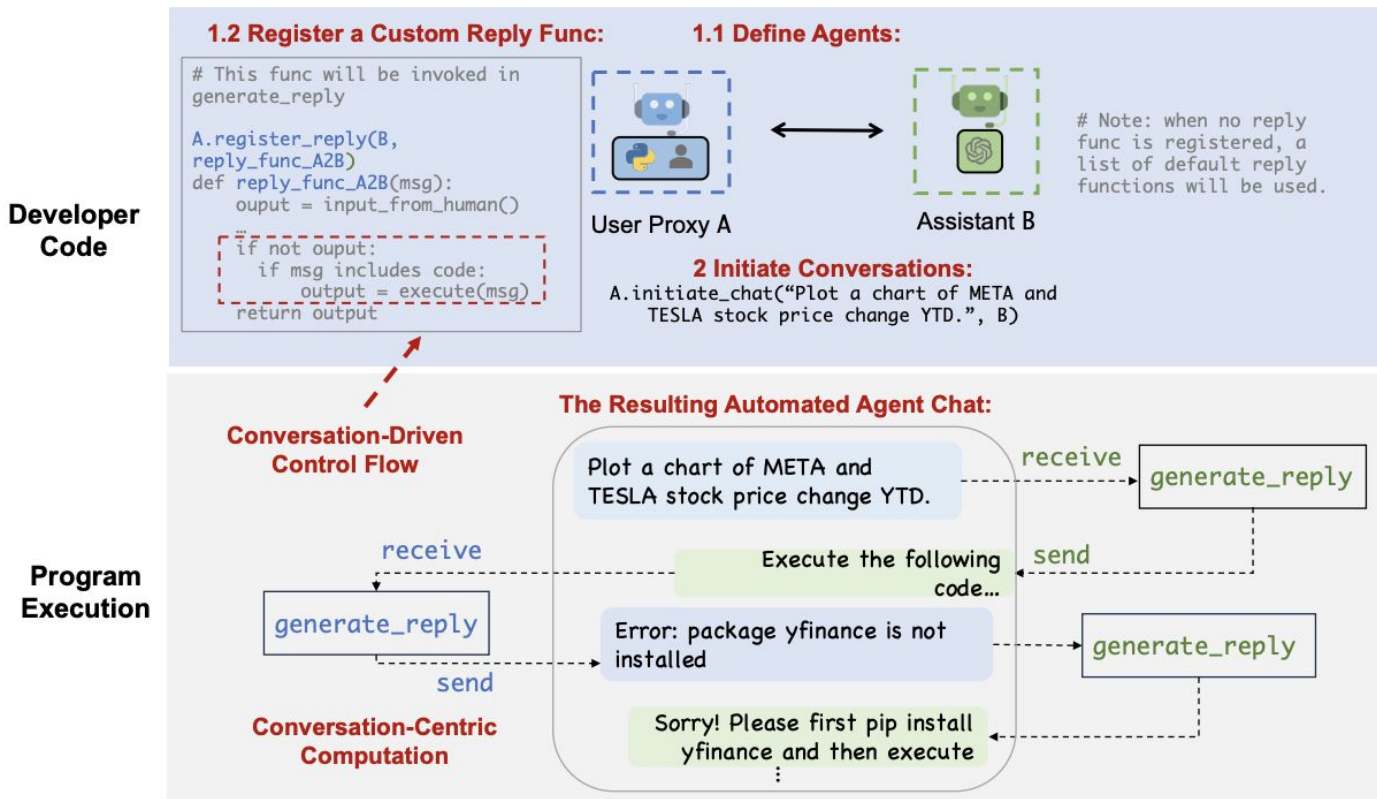 1.2 Register a Custom Reply Func:
1.1 Define Agents:
# This func will be invoked in
generate_reply
A.register_reply(B,
reply_func_A2B)
def reply_func_A2B(msg):
ouput = input_from_human()
…
if not ouput:
if msg includes code:
output = execute(msg)
return output
User Proxy A
Assistant B
# Note: when no reply
func is registered, a
list of default reply
functions will be used.
Developer
Code
2 Initiate Conversations:
A.initiate_chat(“Plot a chart of META and
TESLA stock price change YTD.”, B)
The Resulting Automated Agent Chat:
Conversation-Driven
Control Flow
Plot a chart of META and
TESLA stock price change YTD.
receive
generate_reply
receive
Execute the following
code…
send
Program
Execution
generate_reply
Error: package yfinance is not
installed
generate_reply
send
Conversation-Centric
Computation
Sorry! Please first pip install
yfinance and then execute
…